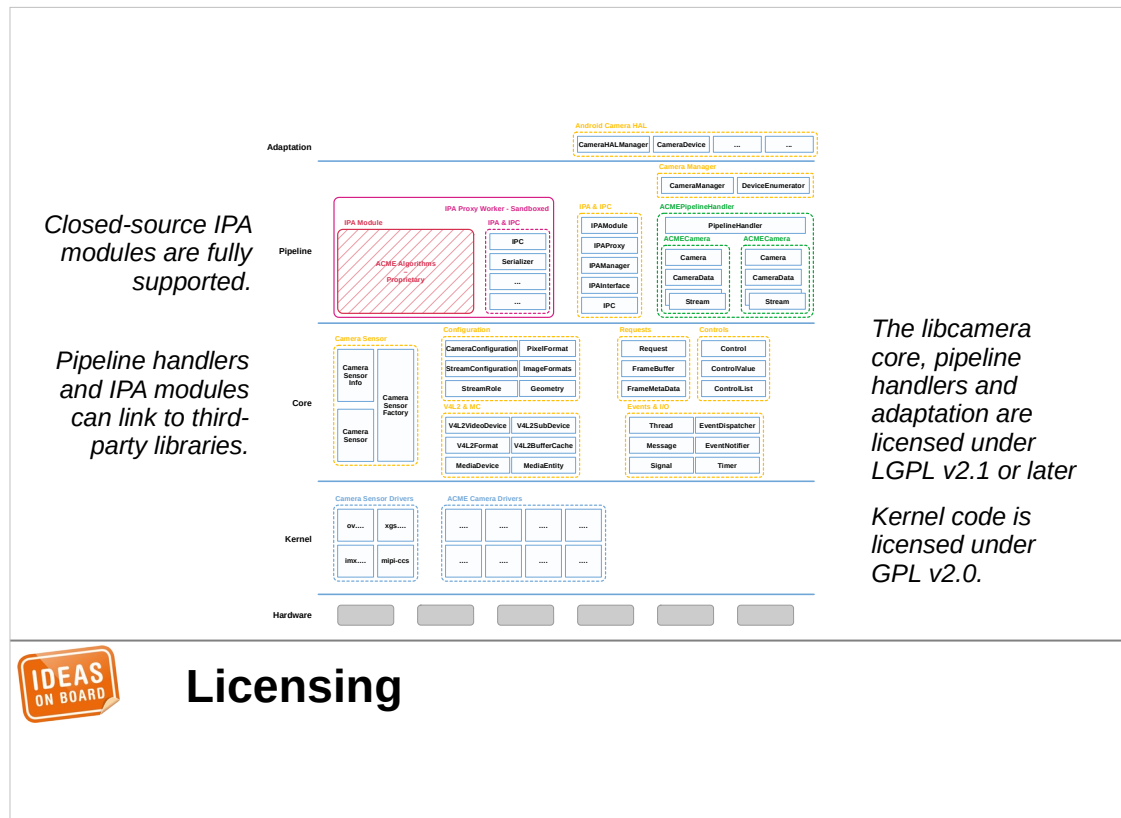 Android Camera HAL
Adaptation
CameraHALManager CameraDevice ... ...
Camera Manager
CameraManager DeviceEnumerator
Closed-source IPA
modules are fully
supported.
Pipeline handlers
and IPA modules
can link to third-
party libraries.
Pipeline
IPA Proxy Worker - Sandboxed
IPA Module
ACME Algorithms
–
Proprietary
IPA & IPC
IPC
Serializer
...
...
IPA & IPC
IPAModule
IPAProxy
IPAManager
IPAInterface
IPC
ACMEPipelineHandler
PipelineHandler
ACMECamera
Camera
CameraData
Stream
ACMECamera
Camera
CameraData
Stream
Core
Camera Sensor
Camera
Sensor
Info
Camera
Sensor
Camera
Sensor
Factory
Configuration
CameraConfiguration PixelFormat
StreamConfiguration ImageFormats
StreamRole Geometry
V4L2 & MC
V4L2VideoDevice V4L2SubDevice
V4L2Format V4L2BufferCache
MediaDevice MediaEntity
Requests
Request
FrameBuffer
FrameMetaData
Controls
Control
ControlValue
ControlList
Events & I/O
Thread EventDispatcher
Message EventNotifier
Signal Timer
Kernel
Camera Sensor Drivers
ov.... xgs....
imx.... mipi-ccs
ACME Camera Drivers
.... .... .... ....
.... .... .... ....
Hardware
The libcamera
core, pipeline
handlers and
adaptation are
licensed under
LGPL v2.1 or later
Kernel code is
licensed under
GPL v2.0.
IDEAS
ON BOARD
Licensing